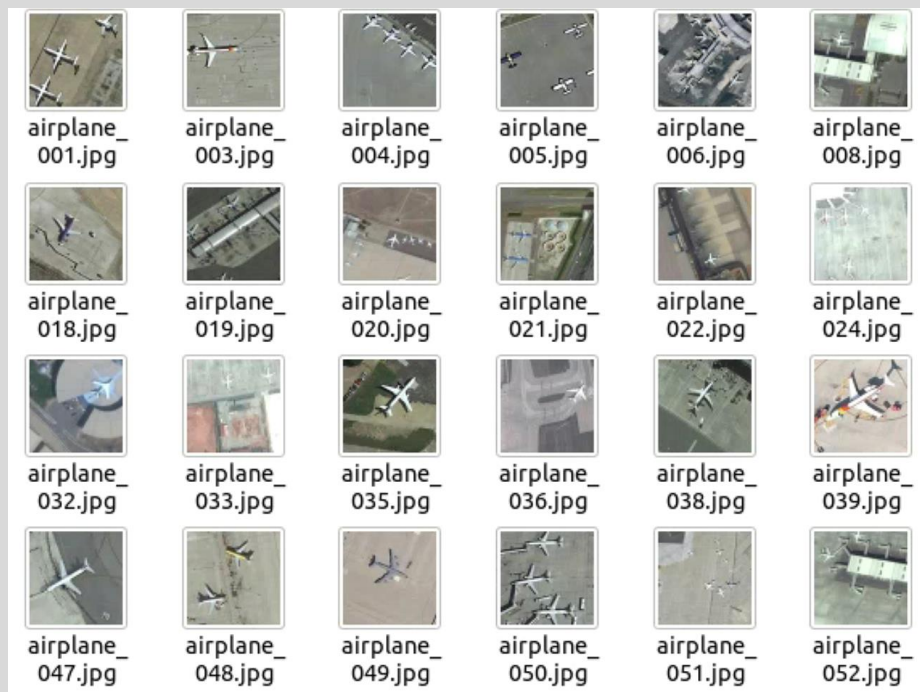 airplane_ airplane_ airplane_ airplane_ airplane_ airplane_
001.jpg 003.jpg 004.jpg 005.jpg 006.jpg 008.jpg
airplane_ airplane_ airplane_ airplane_ airplane_ airplane_
018.jpg 019.jpg 020.jpg 021.jpg 022.jpg 024.jpg
airplane_ airplane_ airplane_ airplane_ airplane_ airplane_
032.jpg 033.jpg 035.jpg 036.jpg 038.jpg 039.jpg
airplane_ airplane_ airplane_ airplane_ airplane_ airplane_
047.jpg 048.jpg 049.jpg 050.jpg 051.jpg 052.jpg